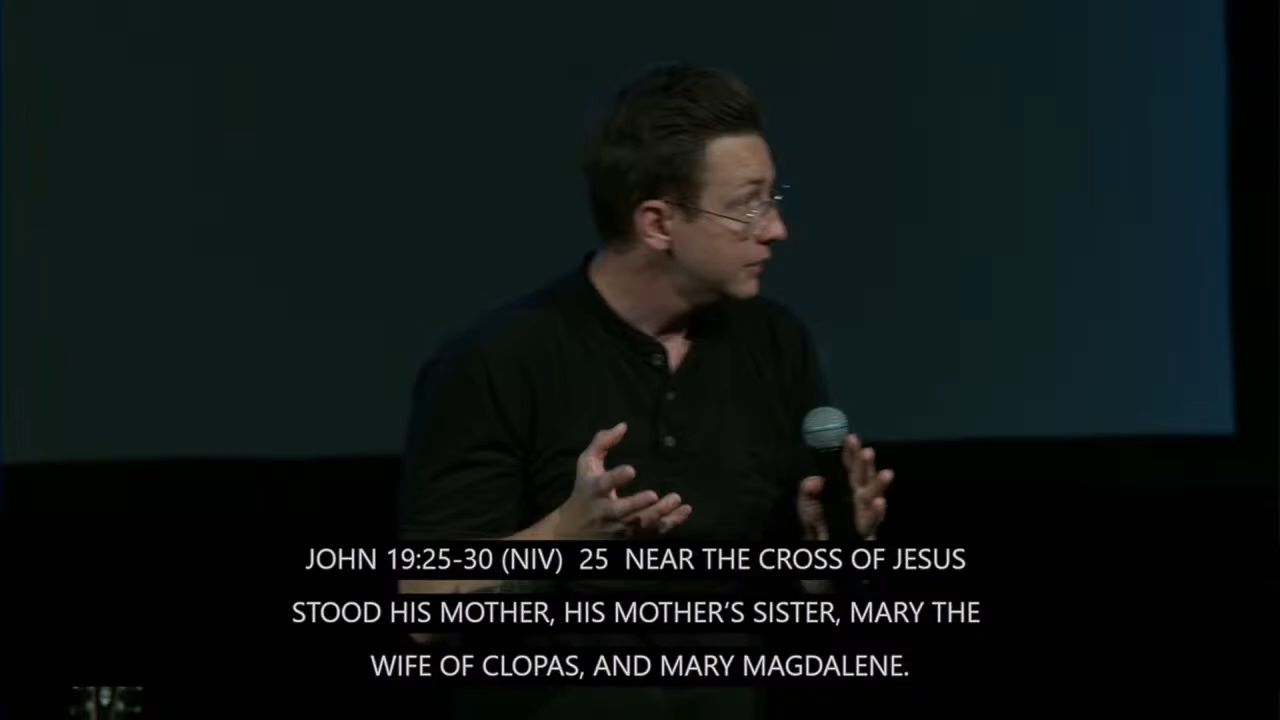 JOHN 19:25-30 (NIV)  25  NEAR THE CROSS OF JESUS
STOOD HIS MOTHER, HIS MOTHER’S SISTER, MARY THE
WIFE OF CLOPAS, AND MARY MAGDALENE.